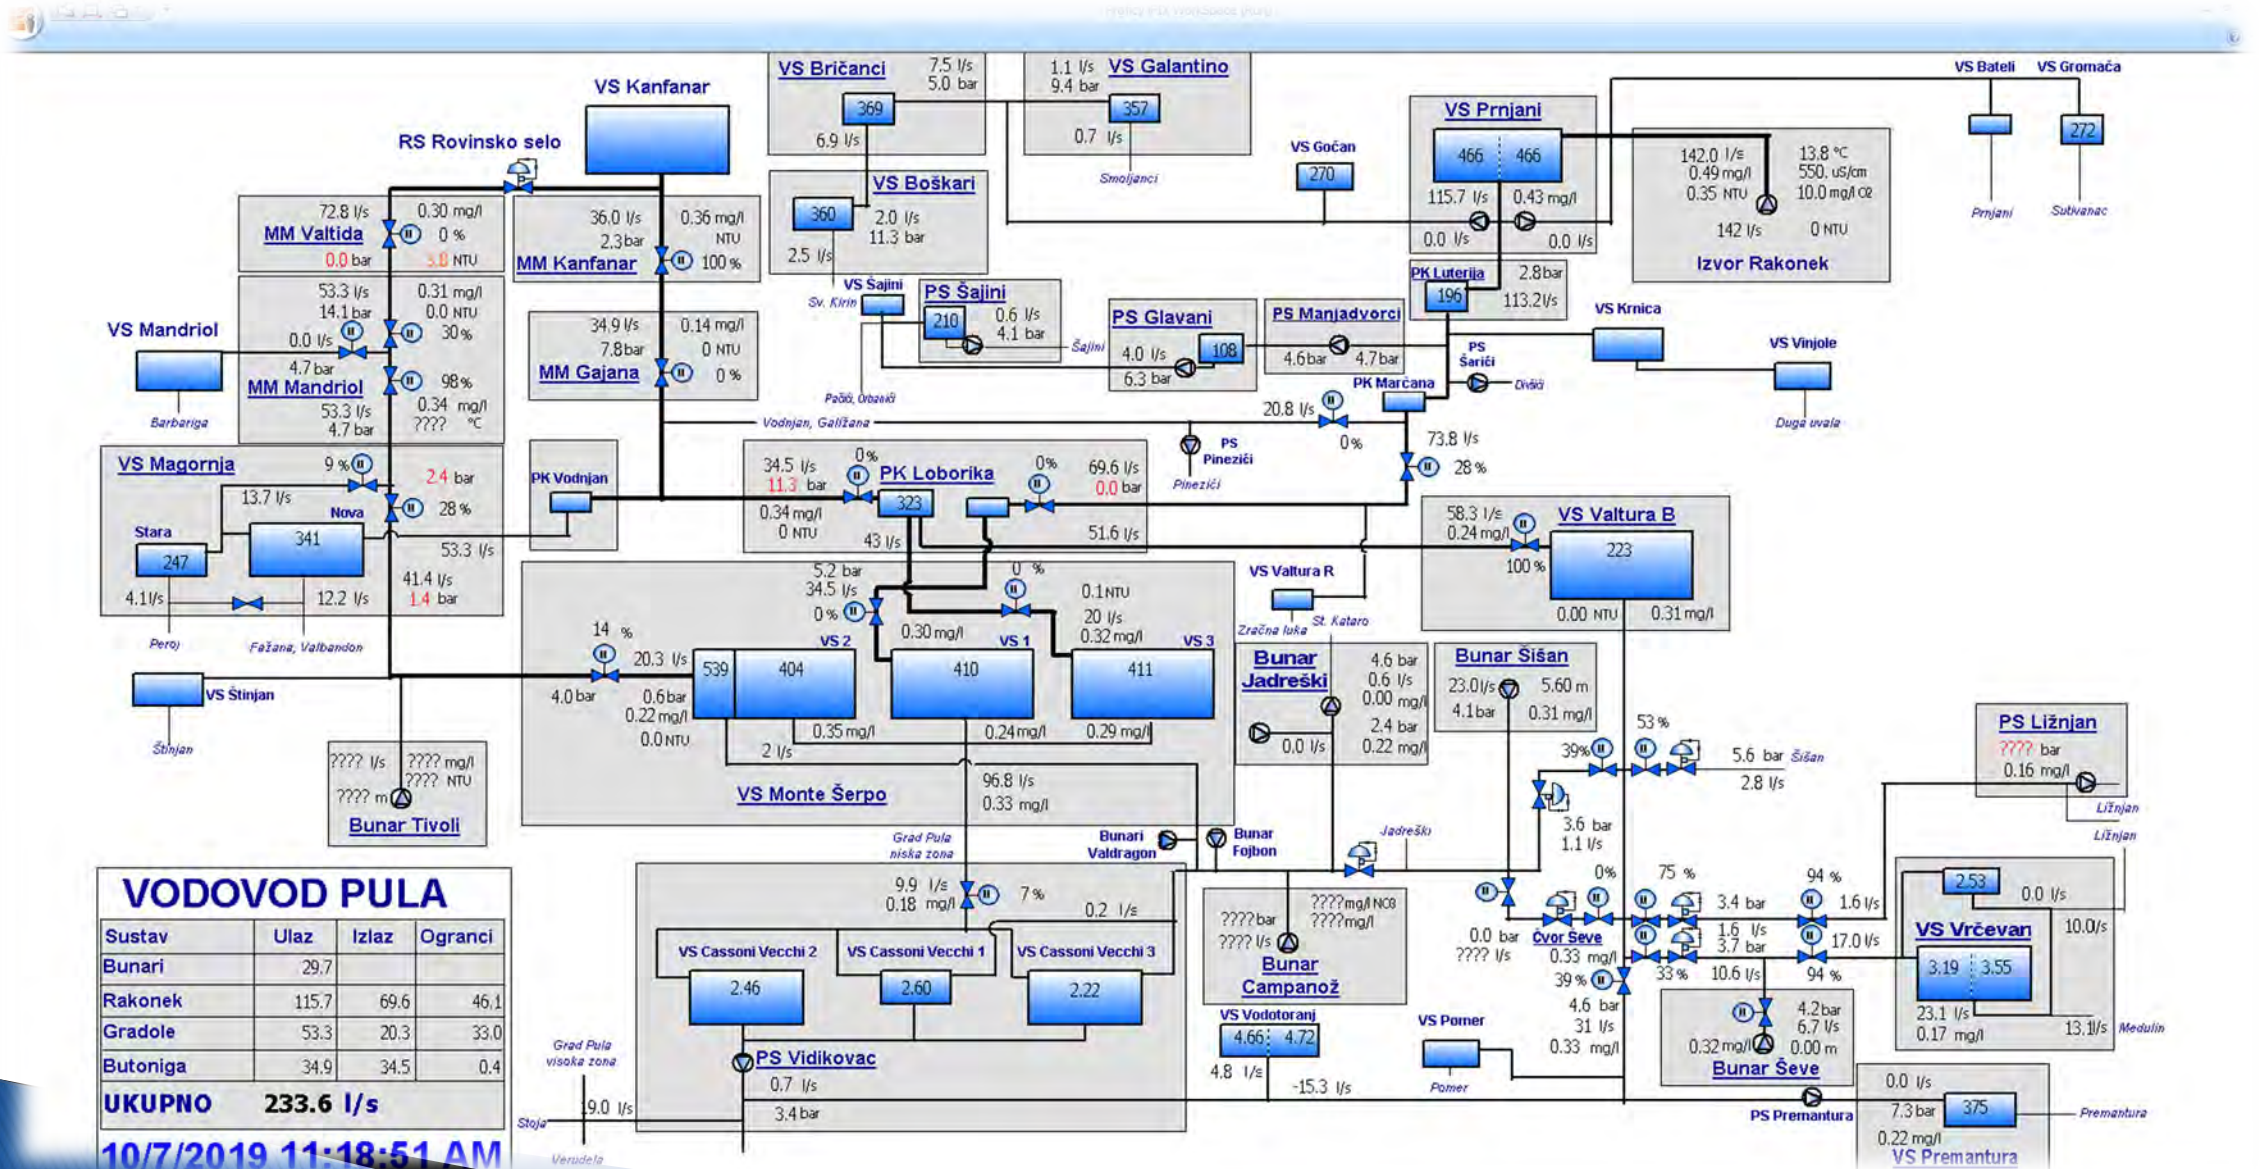 VS Kanfanar
RS Rovinsko selo
VS Bričanci
7.5 l/s
5.0 bar
369
6.9 l/s
1.1 l/s
VS Galantino
9.4 bar
357
0.7 l/s
Smoljanci
VS Boškari
360
2.0 l/s
11.3 bar
2.5 l/s
Sv. Kirin
VS Gočan
270
VS Prnjani
466
466
115.7 l/s
0.43 mg/l
0.0 l/s
0.0 l/s
142.0 l/s
0.49 mg/l
0.35 NTU
142 l/s
13.8 °C
550. uS/cm
10.0 mg/l O2
0 NTU
Izvor Rakonek
VS Bateli
VS Gromača
272
Prnjani
Sutivanac
72.8 l/s
0.30 mg/l
MM Valtida
0 %
0.0 bar
NTU
36.0 l/s
0.36 mg/l
2.3 bar
NTU
MM Kanfanar
100 %
53.3 l/s
0.31 mg/l
14.1 bar
0.0 NTU
0.0 l/s
30 %
4.7 bar
MM Mandriol
98 %
53.3 l/s
0.34 mg/l
4.7 bar
???? °C
VS Mandriol
Barbariga
34.9 l/s
0.14 mg/l
7.8 bar
0 NTU
MM Gajana
0 %
VS Šajini
PS Šajini
210
0.6 l/s
4.1 bar
Šajini
PS Glavani
108
4.0 l/s
6.3 bar
PS Manjadvorci
4.6 bar
4.7 bar
PK Luterija
2.8 bar
196
113.2 l/s
VS Krnica
VS Vinjole
Duga uvala
PS
Šarići
Divšići
PK Marčana
20.8 l/s
0%
73.8 l/s
28 %
Vodnjan, Galižana
PS
Pinezići
Pinezići
VS Magornja
9 %
2.4 bar
13.7 l/s
28 %
Nova
341
Stara
247
53.3 l/s
41.4 l/s
1.4 bar
4.1 l/s
12.2 l/s
Peroj
Fažana, Valbandon
PK Vodnjan
34.5 l/s
0%
PK Loborika
0%
69.6 l/s
11.3 bar
0.0 bar
323
0.34 mg/l
0 NTU
43 l/s
51.6 l/s
58.3 l/s
VS Valtura B
0.24 mg/l
223
100 %
0.00 NTU
0.31 mg/l
VS Valtura R
Zračna luka
St. Kataro
VS Štinjan
Štinjan
5.2 bar
34.5 l/s
0 %
0 %
0.1 NTU
20 l/s
0.32 mg/l
0.30 mg/l
14 %
20.3 l/s
4.0 bar
0.6 bar
0.22 mg/l
0.0 NTU
VS 2
VS 1
VS 3
539
404
410
411
0.35 mg/l
0.24 mg/l
0.29 mg/l
2 l/s
96.8 l/s
0.33 mg/l
VS Monte Šerpo
Grad Pula
niska zona
???? l/s
???? mg/l
???? NTU
???? m
Bunar Tivoli
Bunar
Jadreški
4.6 bar
0.6 l/s
0.00 mg/l
2.4 bar
0.22 mg/l
0.0 l/s
Bunar Šišan
23.0 l/s
5.60 m
4.1 bar
0.31 mg/l
53 %
39%
5.6 bar
Šišan
2.8 l/s
3.6 bar
1.1 l/s
PS Ližnjan
???? bar
0.16 mg/l
Ližnjan
Ližnjan
Bunari
Valdragon
Bunar
Fojbon
Jadreški
9.9 l/s
0.18 mg/l
7 %
0.2 l/s
VS Cassoni Vecchi 2
VS Cassoni Vecchi 1
VS Cassoni Vecchi 3
2.46
2.60
2.22
PS Vidikovac
0.7 l/s
3.4 bar
Grad Pula
visoka zona
Stoja
Verudela
????bar
???? l/s
????mg/l NO3
????mg/l
Bunar
Campanož
0%
75 %
94 %
3.4 bar
1.6 l/s
1.6 l/s
3.7 bar
17.0 l/s
0.0 bar
???? l/s
Čvor Ševe
0.33 mg/l
39 %
33 %
10.6 l/s
94 %
4.6 bar
31 l/s
0.33 mg/l
2.53
0.0 l/s
VS Vrčevan
10.0l/s
3.19
3.55
23.1 l/s
0.17 mg/l
13.1l/s
Medulin
4.2bar
6.7 l/s
0.32 mg/l
0.00 m
Bunar Ševe
VS Vodotoranj
4.66
4.72
4.8 l/s
-15.3 l/s
VS Pomer
Pomer
PS Premantura
0.0 l/s
7.3 bar
375
0.22 mg/l
VS Premantura
Premantura
VODOVOD PULA
Sustav Ulaz Izlaz Ogranci
Bunari 29.7
Rakonek 115.7 69.6 46.1
Gradole 53.3 20.3 33.0
Butoniga 34.9 34.5 0.4
UKUPNO 233.6 l/s
10/7/2019 11:18:51 AM